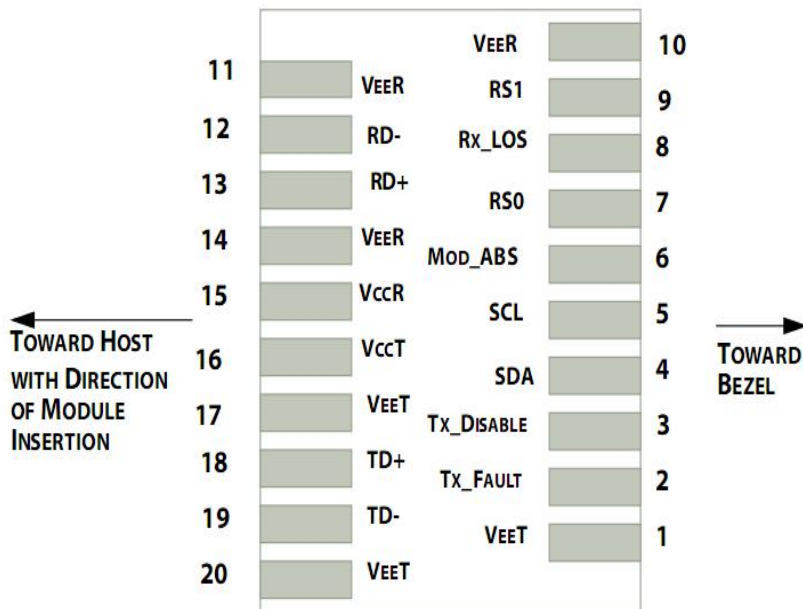 11 VEER
12 RD-
13 RD+
14 VEER
15 VCCR
16 VCCT
17 VEET
18 TD+
19 TD-
20 VEET
VEER 10
RS1 9
RX_LOS 8
RS0 7
MOD_ABS 6
SCL 5
SDA 4
TX_DISABLE 3
TX_FAULT 2
VEET 1
TOWARD HOST
WITH DIRECTION
OF MODULE
INSERTION
TOWARD
BEZEL